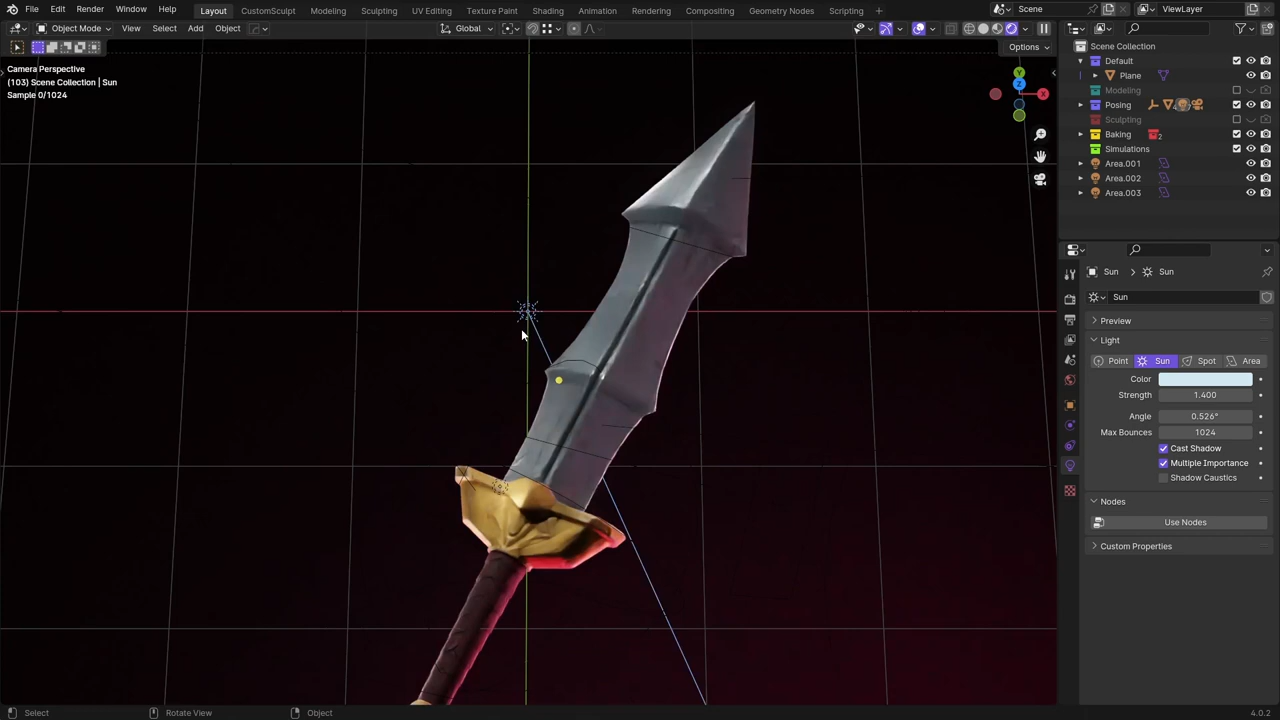 File Edit Render Window Help Layout CustomSculpt Modeling Sculpting UV Editing Texture Paint Shading Animation Rendering Compositing Geometry Nodes Scripting Scene ViewLayer
Object Mode View Select Add Object Global
Options
Camera Perspective
(103) Scene Collection | Sun
Sample 0/1024
Y
Z
X
Scene Collection
Default
Plane
Modeling
Posing
Sculpting
Baking 2
Simulations
Area.001
Area.002
Area.003
Sun Sun
Sun
Preview
Light
Point Sun Spot Area
Color
Strength 1.400
Angle 0.526°
Max Bounces 1024
Cast Shadow
Multiple Importance
Shadow Caustics
Nodes
Use Nodes
Custom Properties
Select Rotate View Object 4.0.2